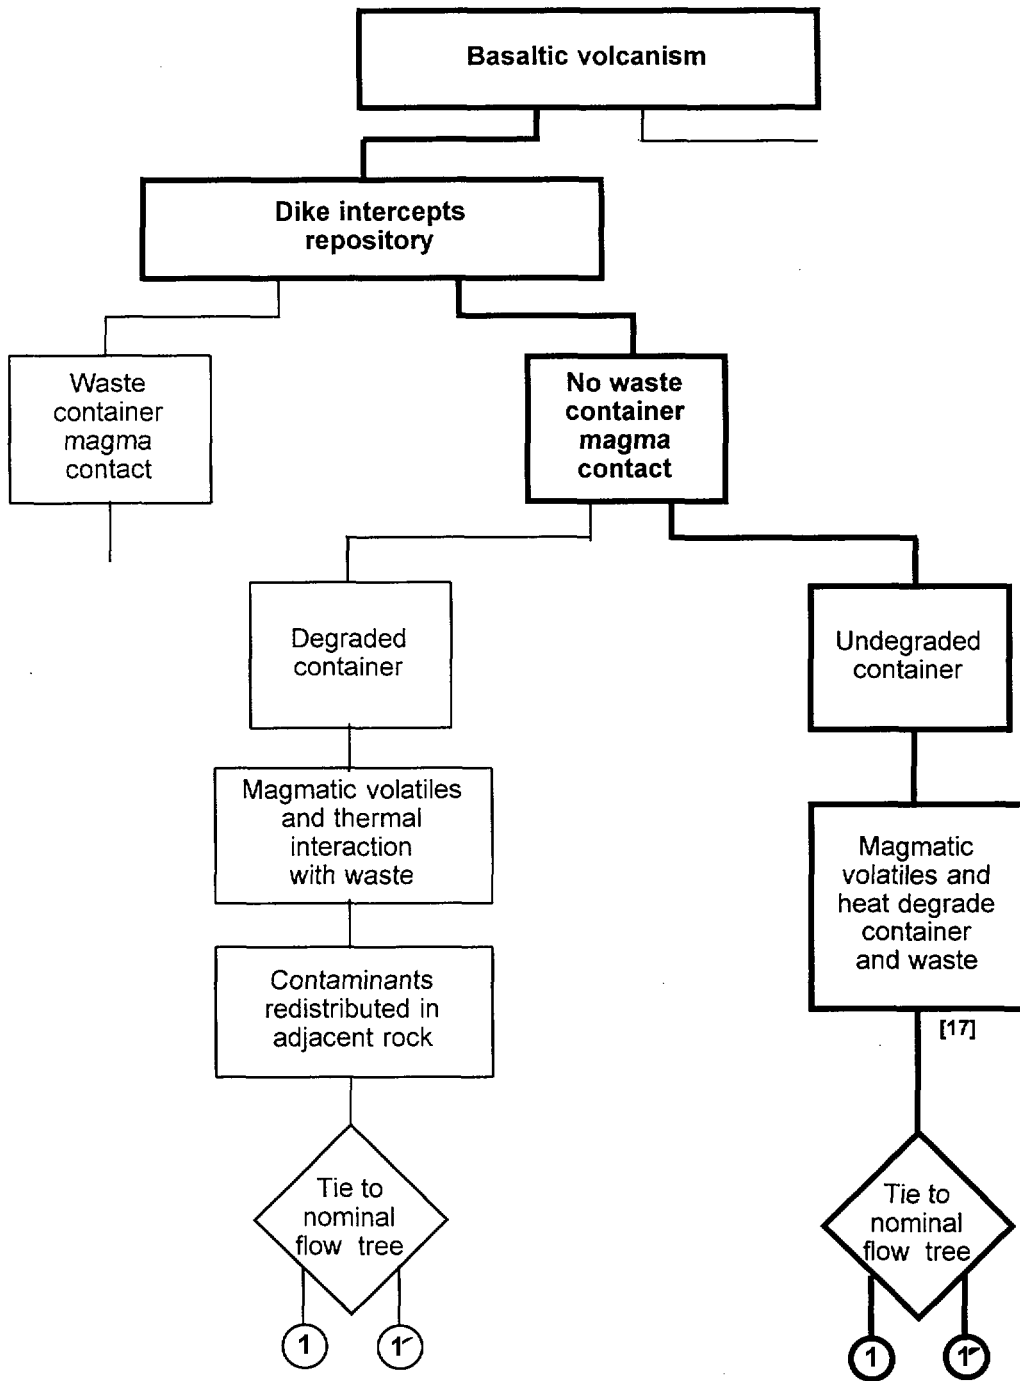 Basaltic volcanism
Dike intercepts
repository
Waste
container
magma
contact
No waste
container
magma
contact
Degraded
container
Undegraded
container
Magmatic volatiles
and thermal
interaction
with waste
Magmatic
volatiles and
heat degrade
container
and waste
Contaminants
redistributed in
adjacent rock
[17]
Tie to
nominal
flow tree
Tie to
nominal
flow tree
1
1′
1
1′